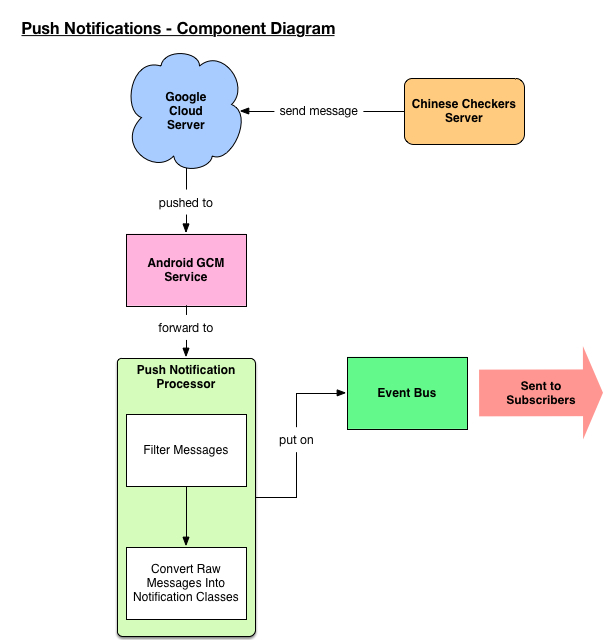 Push Notifications - Component Diagram
Google
Cloud
Server
send message
Chinese Checkers
Server
pushed to
Android GCM
Service
forward to
Push Notification
Processor
Filter Messages
Convert Raw
Messages Into
Notification Classes
put on
Event Bus
Sent to
Subscribers